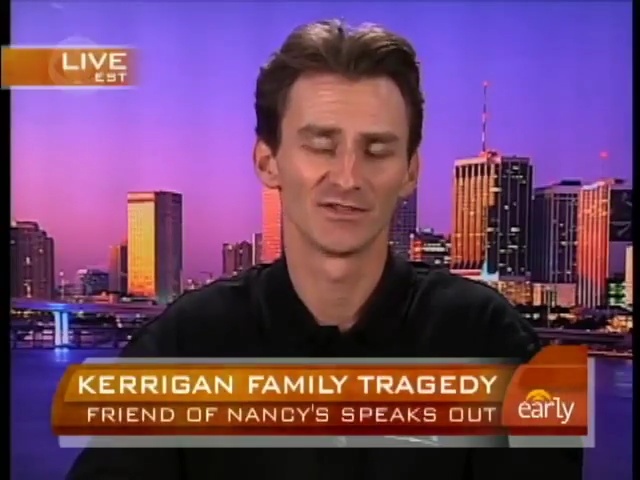 LIVE
EST
KERRIGAN FAMILY TRAGEDY
FRIEND OF NANCY'S SPEAKS OUT
early